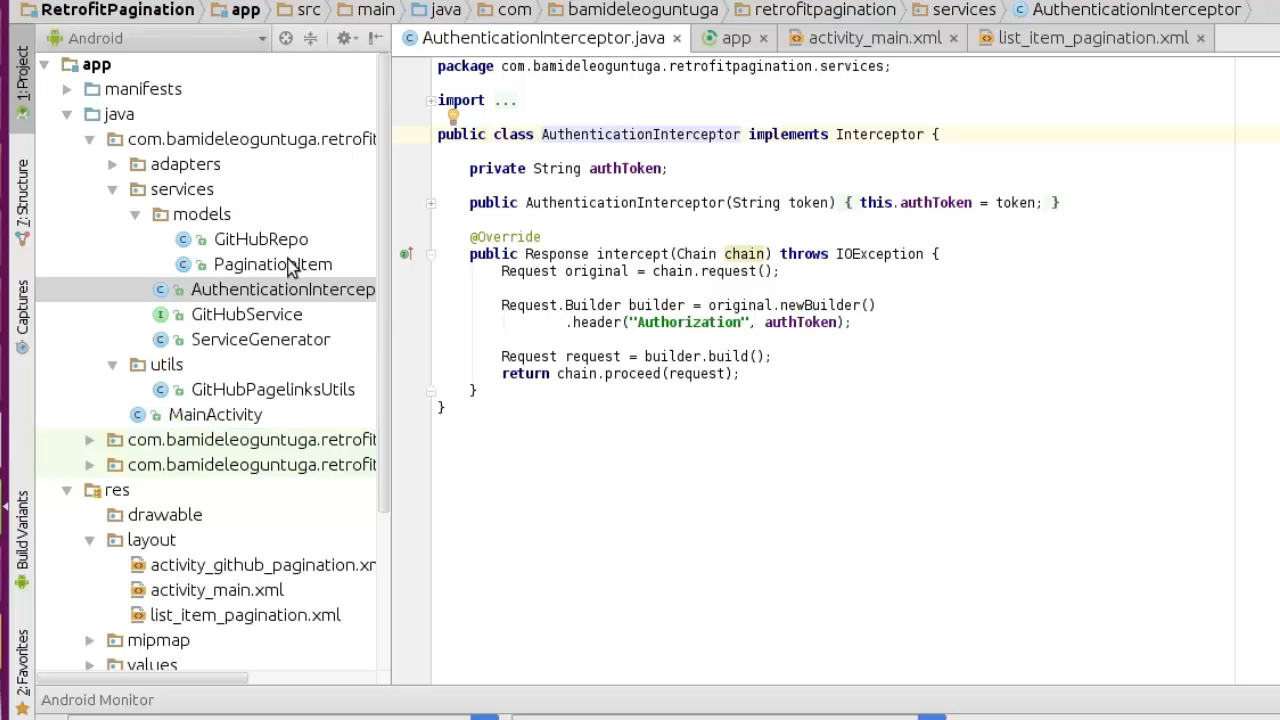 RetrofitPagination app src main java com bamideleoguntuga retrofitpagination services AuthenticationInterceptor
Android
AuthenticationInterceptor.java app activity_main.xml list_item_pagination.xml
1: Project
7: Structure
Captures
Build Variants
2: Favorites
app
manifests
java
com.bamideleoguntuga.retrofit
adapters
services
models
GitHubRepo
PaginationItem
AuthenticationIntercep
GitHubService
ServiceGenerator
utils
GitHubPagelinksUtils
MainActivity
com.bamideleoguntuga.retrofit
com.bamideleoguntuga.retrofit
res
drawable
layout
activity_github_pagination.xm
activity_main.xml
list_item_pagination.xml
mipmap
values
package com.bamideleoguntuga.retrofitpagination.services;
import ...
public class AuthenticationInterceptor implements Interceptor {
private String authToken;
public AuthenticationInterceptor(String token) { this.authToken = token; }
@Override
public Response intercept(Chain chain) throws IOException {
Request original = chain.request();
Request.Builder builder = original.newBuilder()
.header("Authorization", authToken);
Request request = builder.build();
return chain.proceed(request);
}
}
Android Monitor